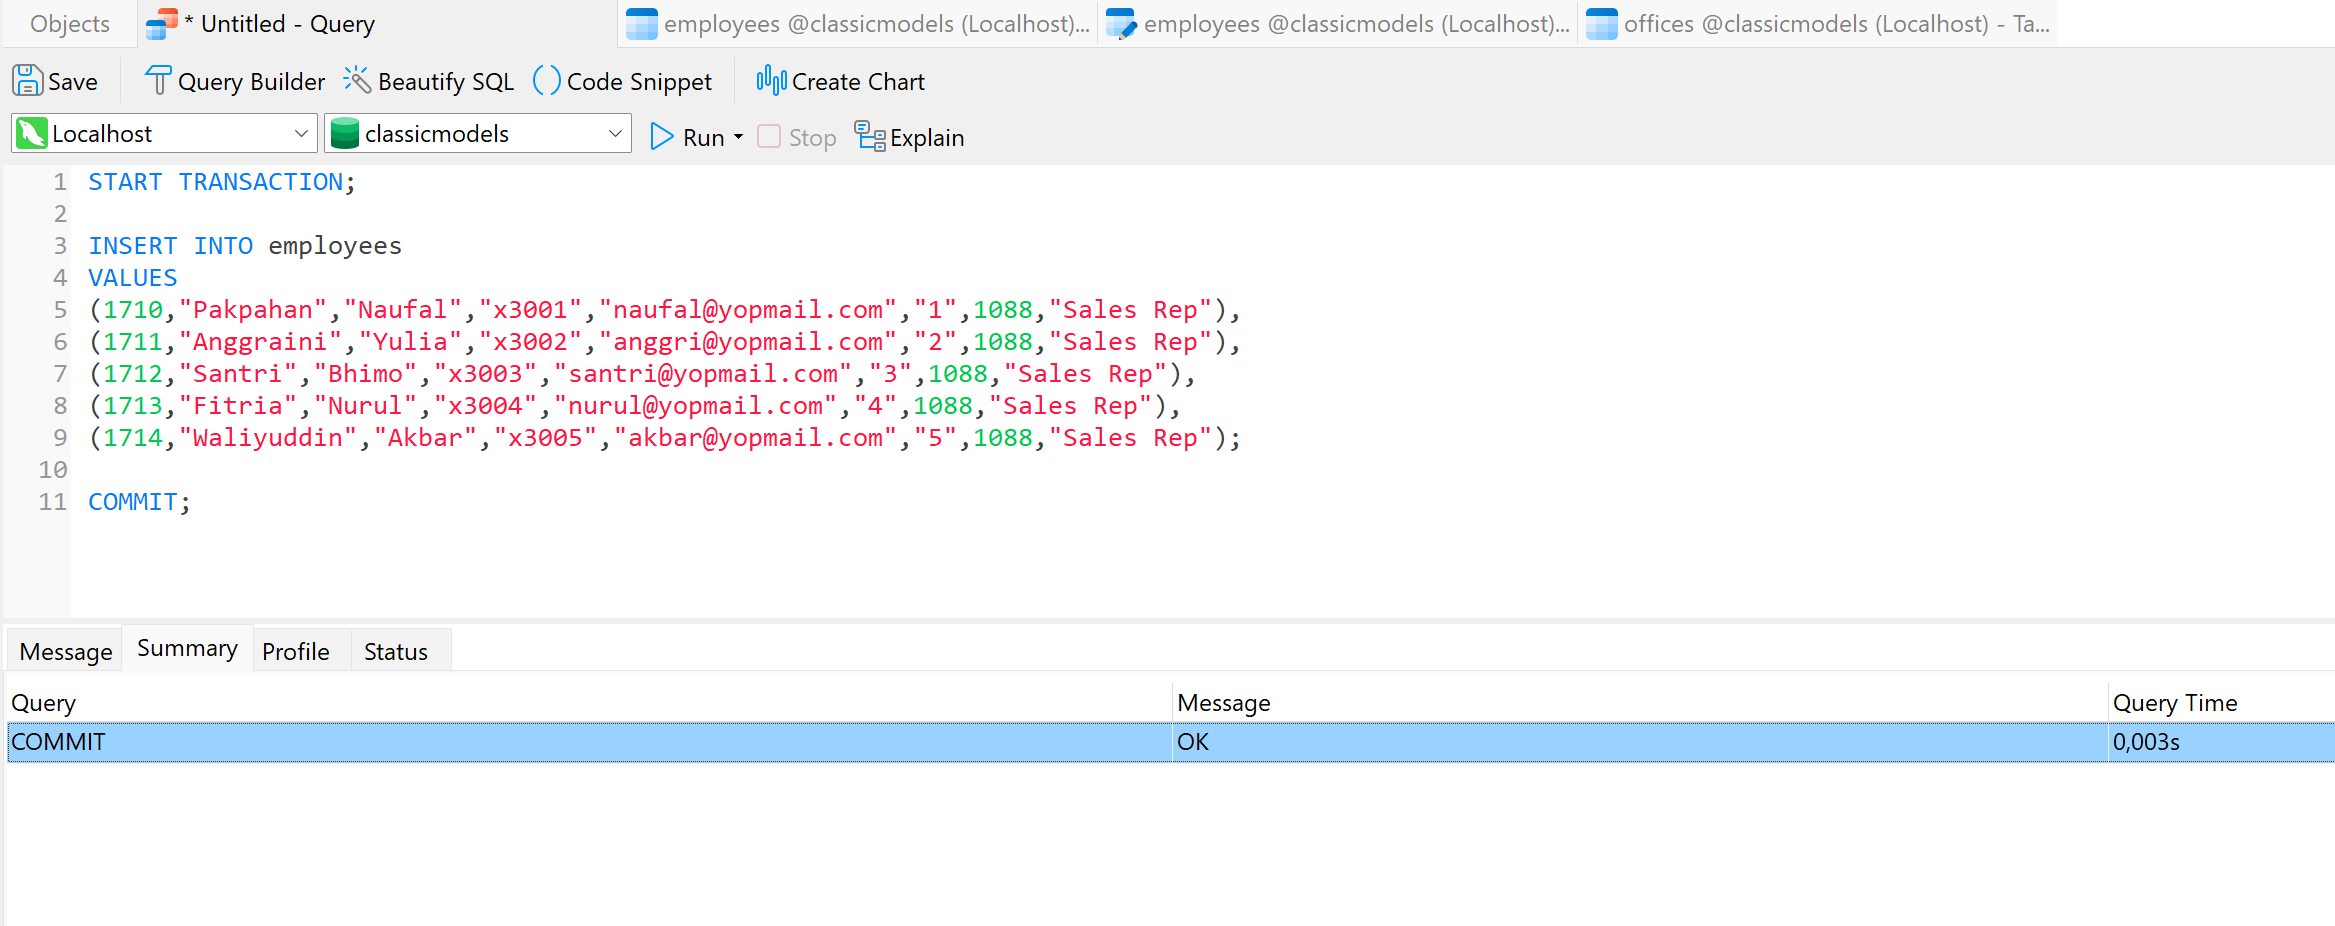 Objects * Untitled - Query employees @classicmodels (Localhost)... employees @classicmodels (Localhost)... offices @classicmodels (Localhost) - Ta...
Save Query Builder Beautify SQL Code Snippet Create Chart
Localhost classicmodels Run Stop Explain
1 START TRANSACTION;
2
3 INSERT INTO employees
4 VALUES
5 (1710,"Pakpahan","Naufal","x3001","naufal@yopmail.com","1",1088,"Sales Rep"),
6 (1711,"Anggraini","Yulia","x3002","anggri@yopmail.com","2",1088,"Sales Rep"),
7 (1712,"Santri","Bhimo","x3003","santri@yopmail.com","3",1088,"Sales Rep"),
8 (1713,"Fitria","Nurul","x3004","nurul@yopmail.com","4",1088,"Sales Rep"),
9 (1714,"Waliyuddin","Akbar","x3005","akbar@yopmail.com","5",1088,"Sales Rep");
10
11 COMMIT;
Message Summary Profile Status
Query Message Query Time
COMMIT OK 0,003s